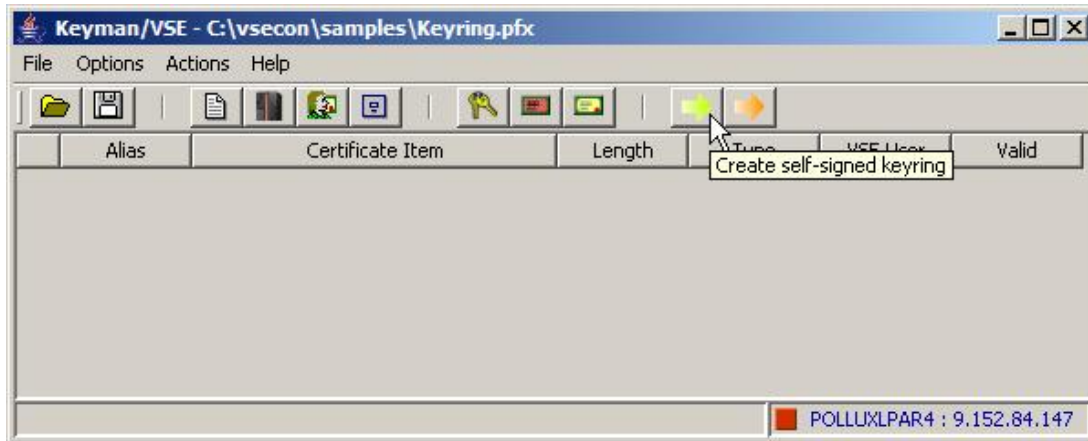 Keyman/VSE - C:\vsecon\samples\Keyring.pfx
File Options Actions Help
Alias Certificate Item Length Type VSE User Valid
Create self-signed keyring
POLLUXLPAR4 : 9.152.84.147